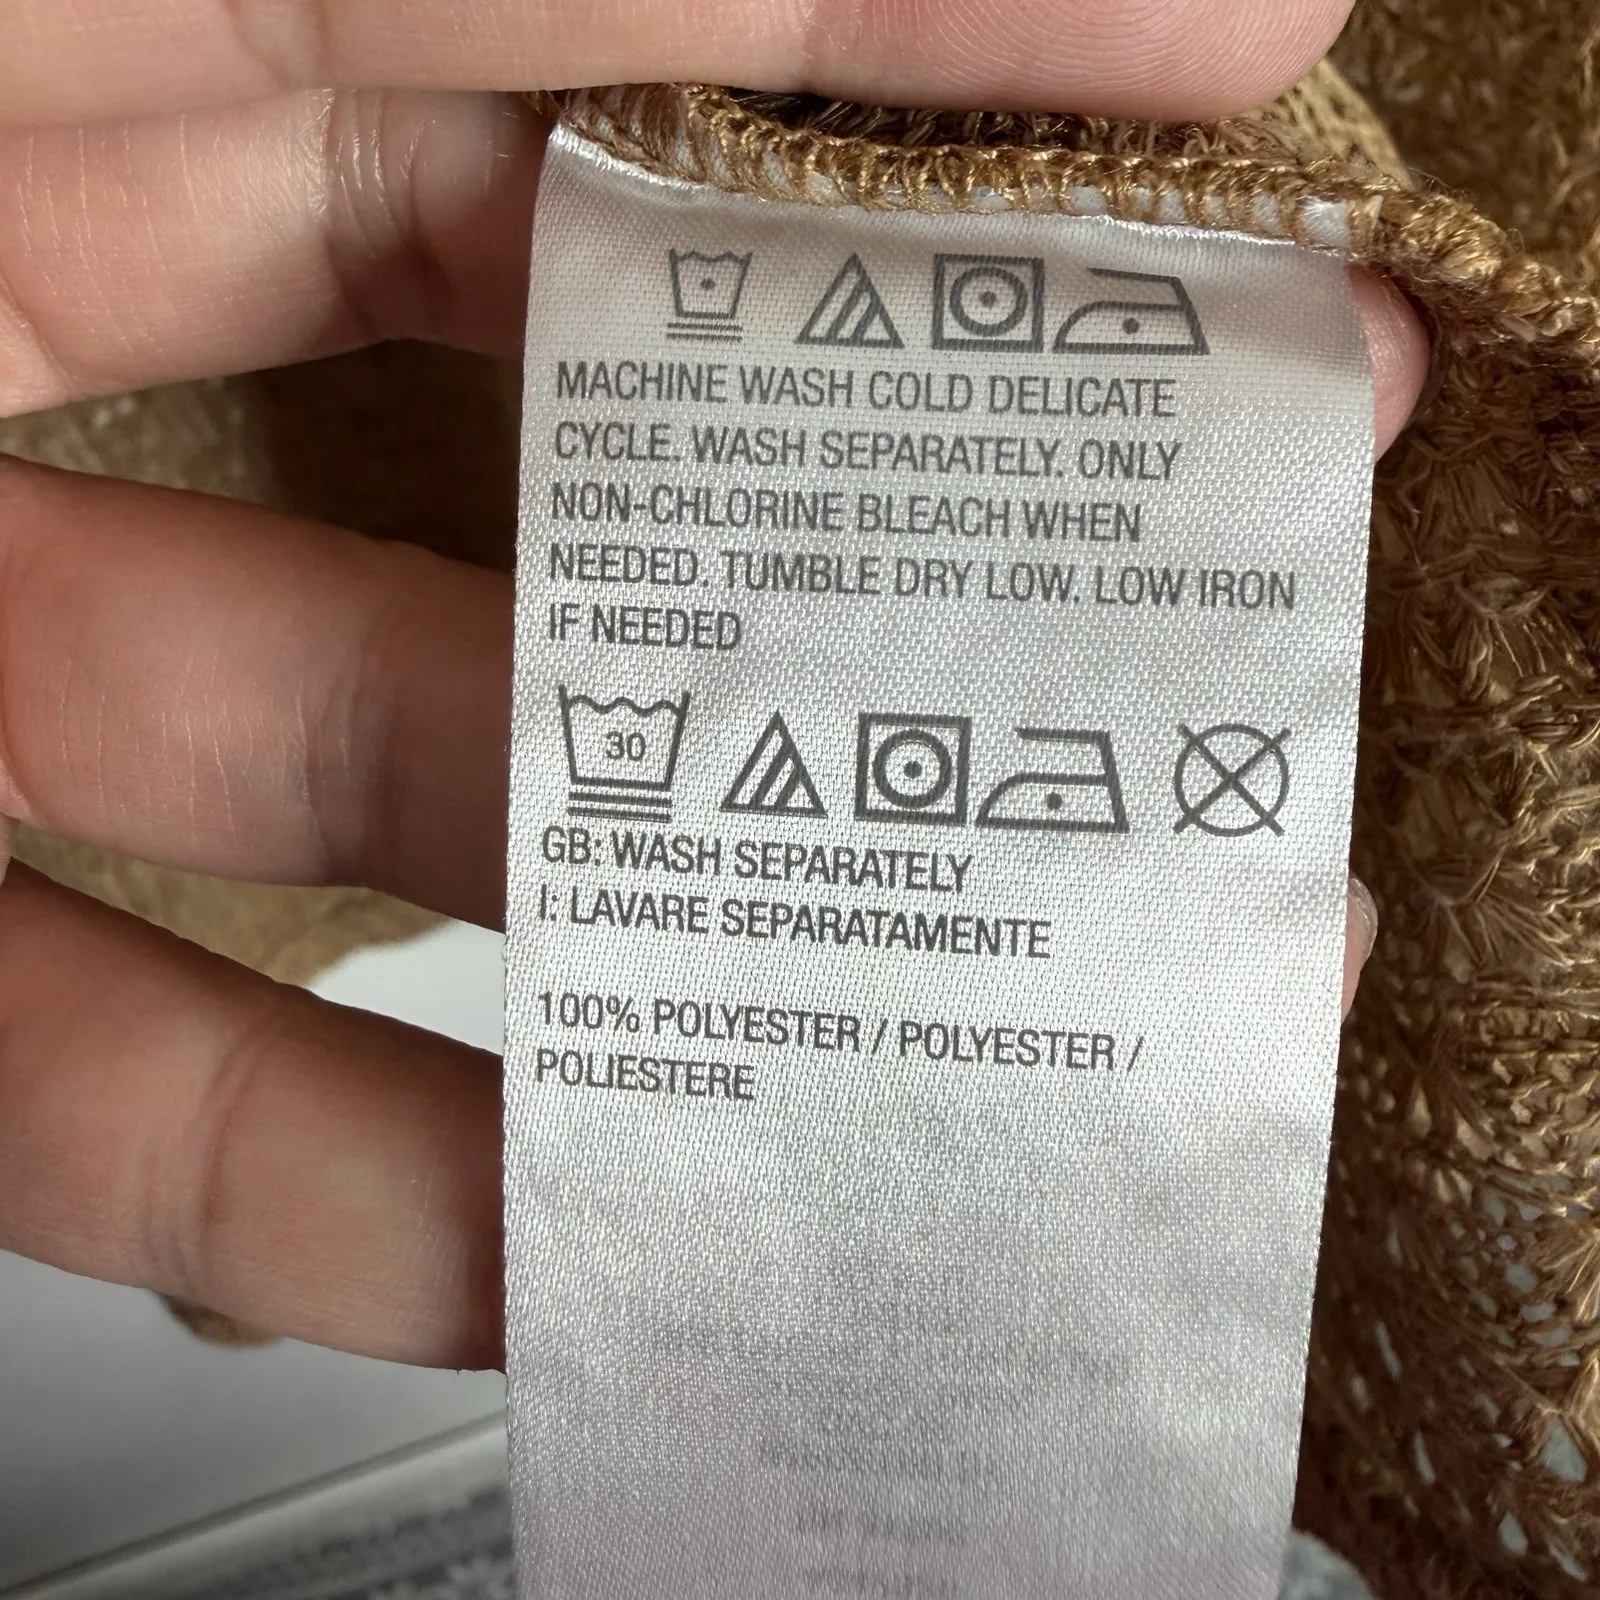 MACHINE WASH COLD DELICATE
CYCLE. WASH SEPARATELY. ONLY
NON-CHLORINE BLEACH WHEN
NEEDED. TUMBLE DRY LOW. LOW IRON
IF NEEDED
30
GB: WASH SEPARATELY
I: LAVARE SEPARATAMENTE
100% POLYESTER / POLYESTER /
POLIESTERE